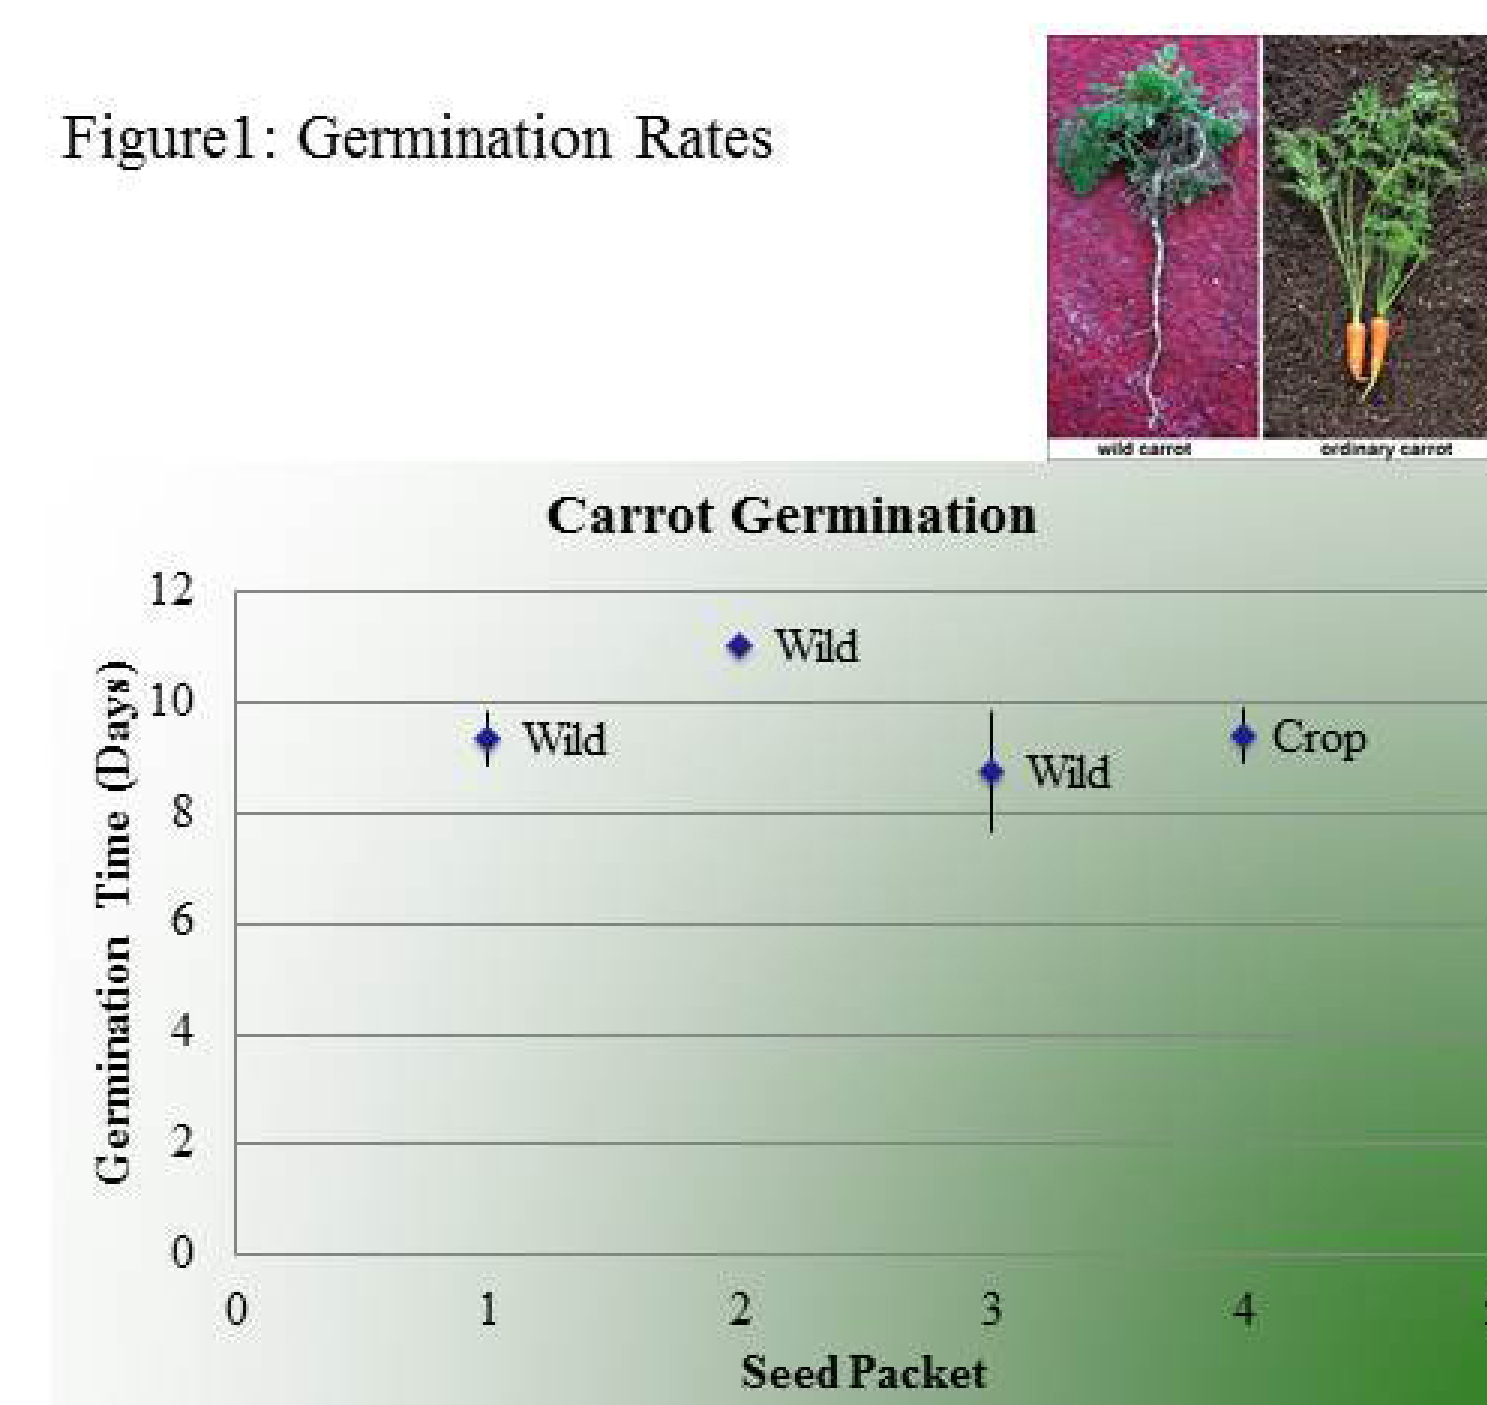 Figure1: Germination Rates
wild carrot
ordinary carrot
Carrot Germination
12
Wild
10
Wild
Crop
Wild
8
6
4
2
0
Germination Time (Days)
0 1 2 3 4
Seed Packet